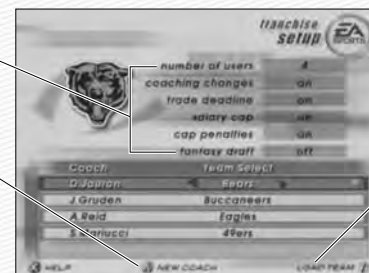 franchise
setup
EA
SPORTS
number of users 4
coaching changes on
trade deadline on
salary cap on
cap penalties on
fantasy draft off
Coach Team Select
D.Jauron Bears
J.Gruden Buccaneers
A.Reid Eagles
S.Mariucci 49ers
HELP NEW COACH LOAD TEAM